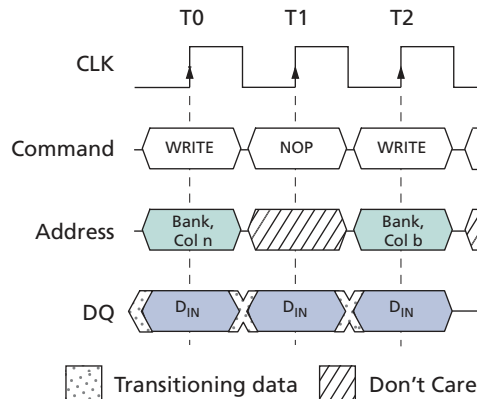 T0 T1 T2
CLK
Command WRITE NOP WRITE
Address Bank, Col n Bank, Col b
DQ DIN DIN DIN
Transitioning data Don't Care